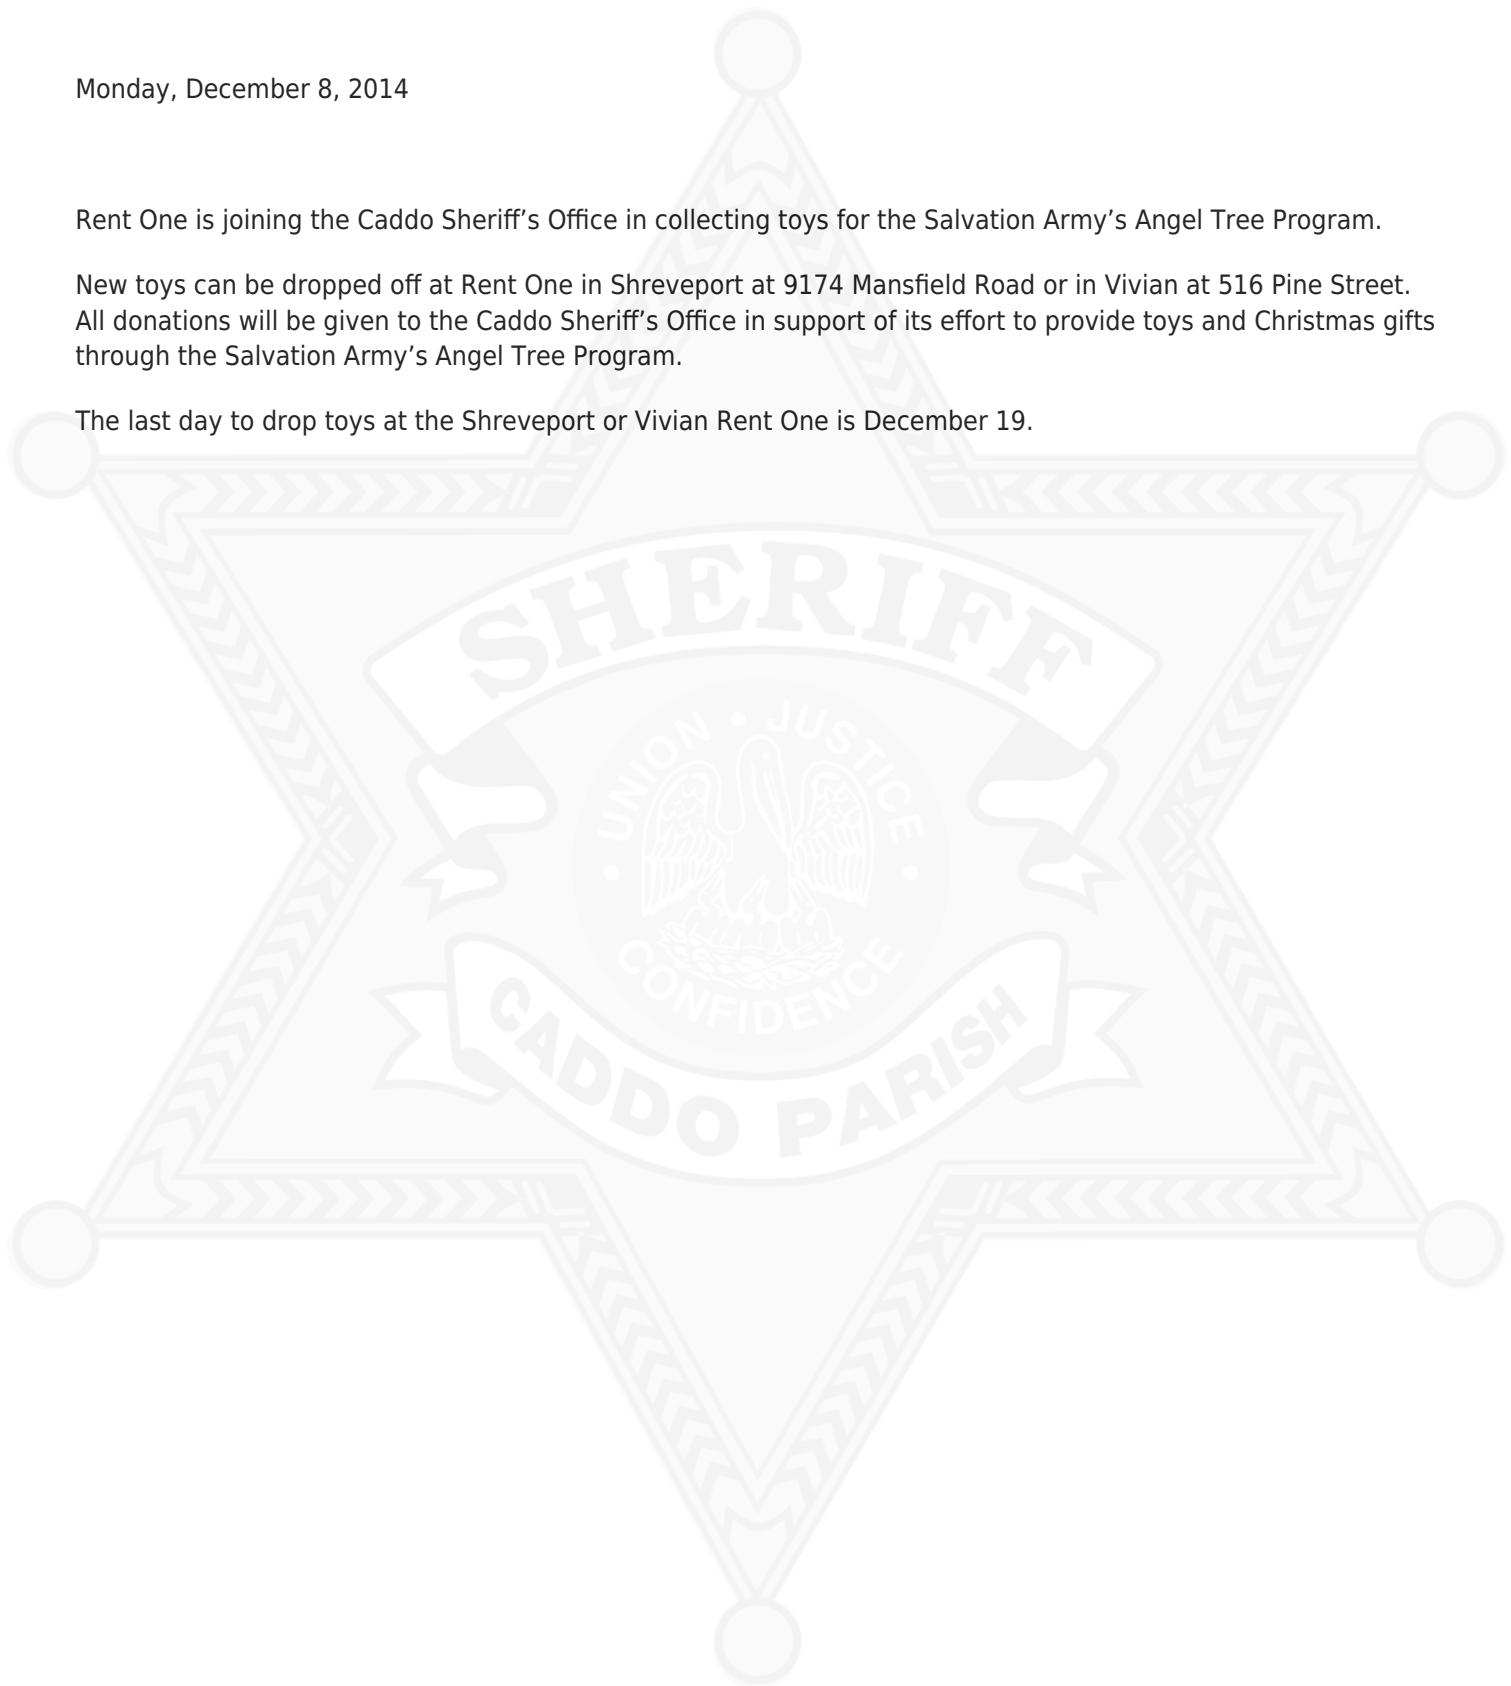 Monday, December 8, 2014
Rent One is joining the Caddo Sheriff’s Office in collecting toys for the Salvation Army’s Angel Tree Program.
New toys can be dropped off at Rent One in Shreveport at 9174 Mansfield Road or in Vivian at 516 Pine Street.
All donations will be given to the Caddo Sheriff’s Office in support of its effort to provide toys and Christmas gifts
through the Salvation Army’s Angel Tree Program.
The last day to drop toys at the Shreveport or Vivian Rent One is December 19.
SHERIFF
UNION • JUSTICE
• CONFIDENCE •
CADDO PARISH